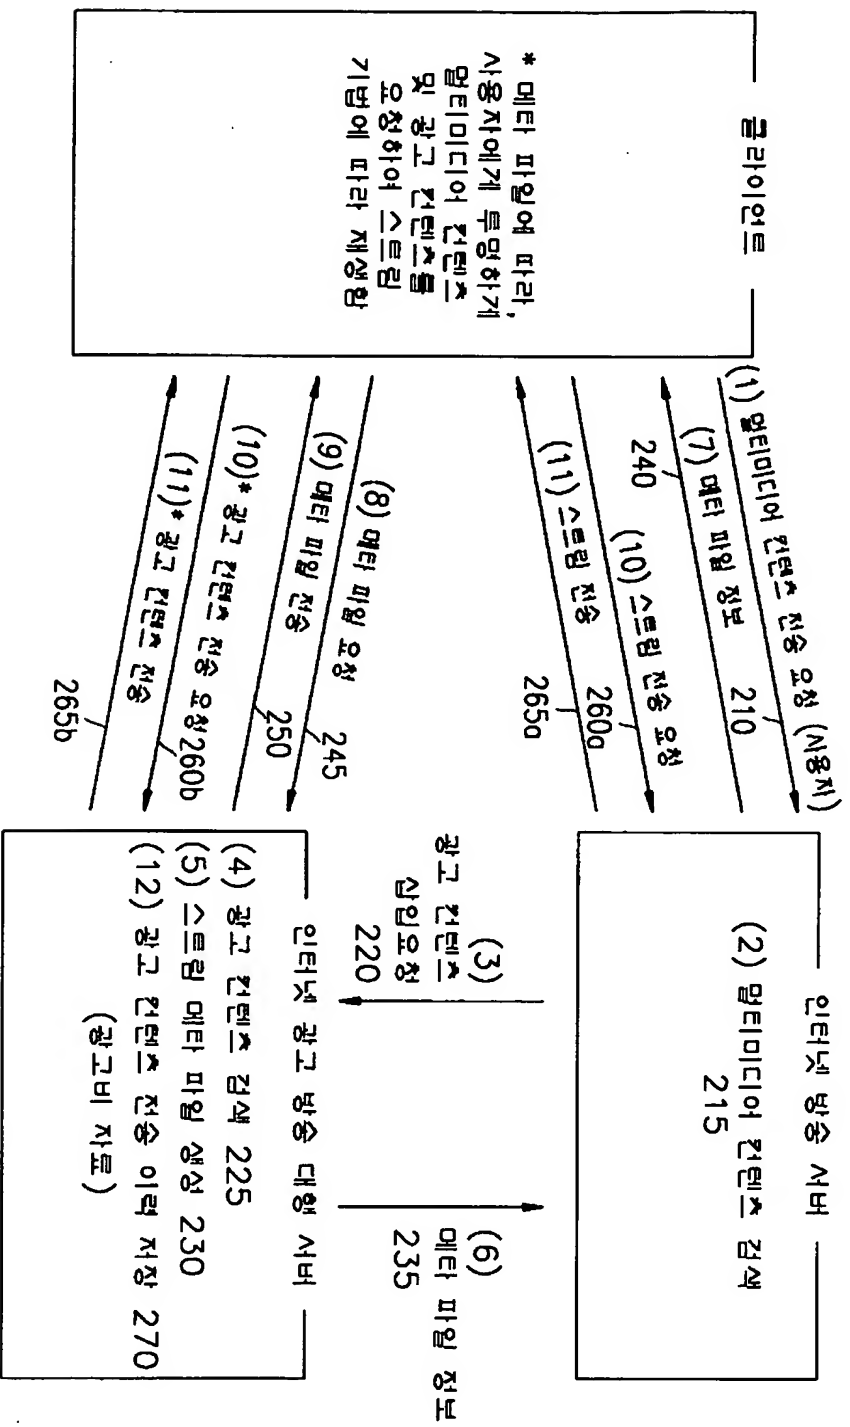 클라이언트
* 메타 파일에 따라,
사용자에게 투명하게
멀티미디어 컨텐츠
및 광고 컨텐츠를
요청하여 스트림
기법에 따라 재생함
(1) 멀티미디어 컨텐츠 전송 요청 (사용자)
210
(7) 메타 파일 정보
240
(10) 스트림 전송 요청
260a
(11) 스트림 전송
265a
(8) 메타 파일 요청
245
(9) 메타 파일 전송
250
(10)* 광고 컨텐츠 전송 요청
260b
(11)* 광고 컨텐츠 전송
265b
인터넷 방송 서버
(2) 멀티미디어 컨텐츠 검색
215
(3)
광고 컨텐츠
삽입요청
220
(6)
메타 파일 정보
235
인터넷 광고 방송 대행 서버
(4) 광고 컨텐츠 검색 225
(5) 스트림 메타 파일 생성 230
(12) 광고 컨텐츠 전송 이력 저장 270
(광고비 자료)